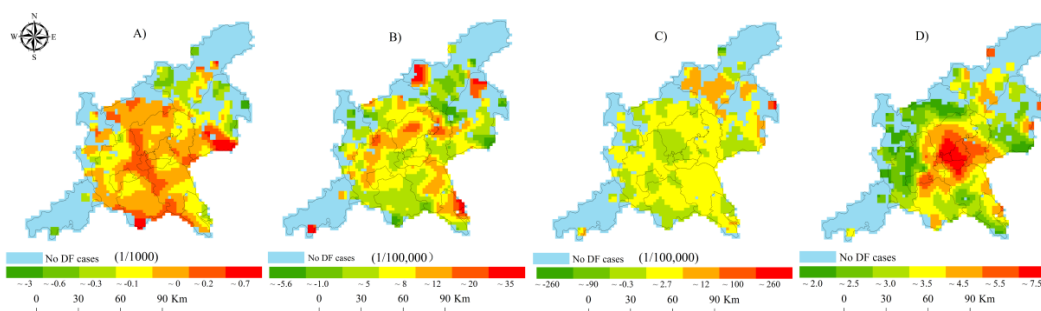 N
W E
S
A) B) C) D)
No DF cases (1/1000) No DF cases (1/100,000) No DF cases (1/100,000) No DF cases
~ -3 ~ -0.6 ~ -0.3 ~ -0.1 ~ 0 ~ 0.2 ~ 0.7 ~ -5.6 ~ -1.0 ~ 5 ~ 8 ~ 12 ~ 20 ~ 35 ~ -260 ~ -90 ~ -0.3 ~ 2.7 ~ 12 ~ 100 ~ 260 ~ 2.0 ~ 2.5 ~ 3.0 ~ 3.5 ~ 4.5 ~ 5.5 ~ 7.5
0 30 60 90 Km 0 30 60 90 Km 0 30 60 90 Km 0 30 60 90 Km